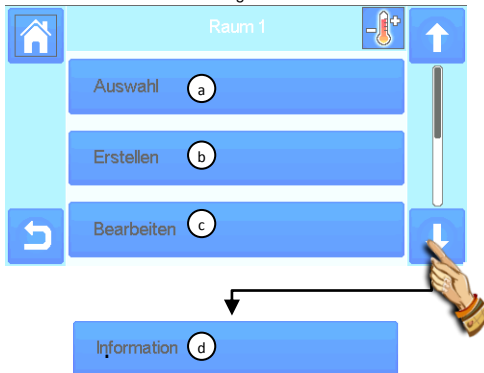 Raum 1
Auswahl a
Erstellen b
Bearbeiten c
Information d